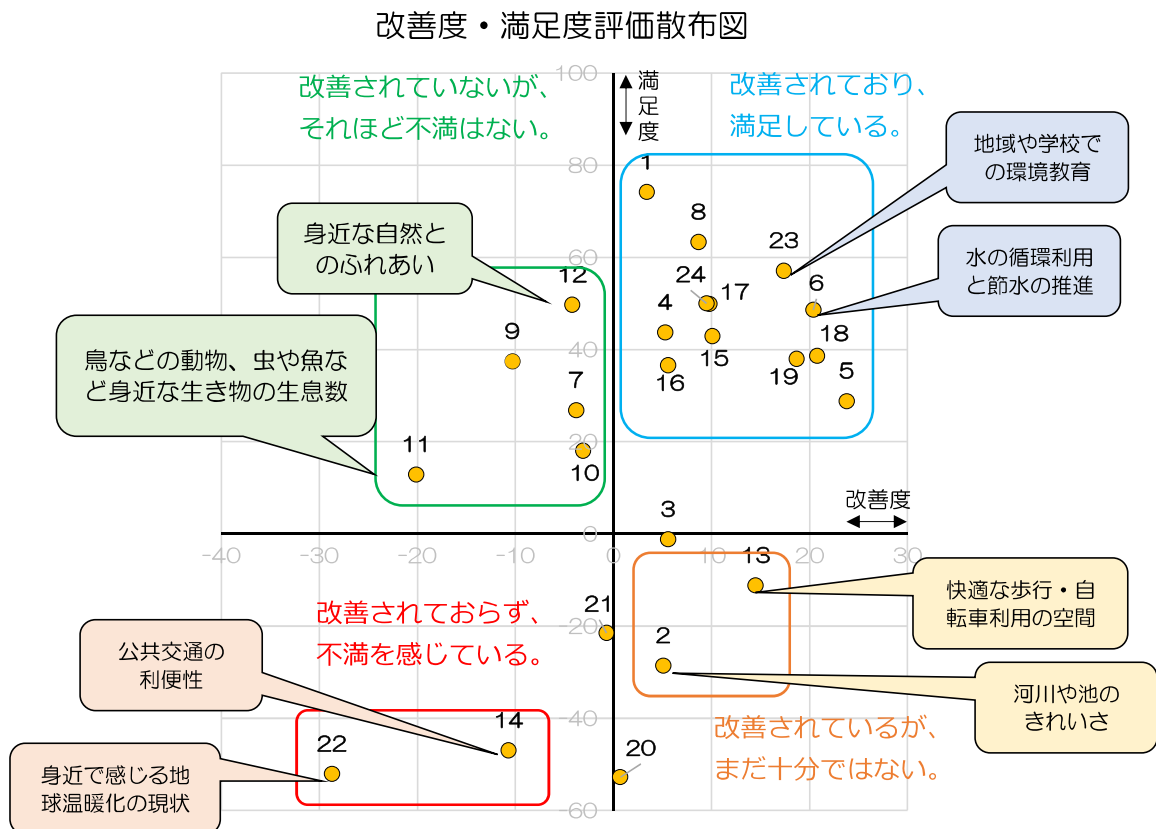 改善度・満足度評価散布図
100
改善されていないが、
それほど不満はない。
満
足
度
改善されており、
満足している。
地域や学校で
の環境教育
80
1
8
身近な自然と
のふれあい
60
23
水の循環利用
と節水の推進
12
24
17
6
4
9
鳥などの動物、虫や魚な
ど身近な生き物の生息数
40
18
15
16
19
5
7
20
11
10
3
改善度
0
-40
-30
-20
-10
0
10
20
30
13
快適な歩行・自
転車利用の空間
改善されておらず、
不満を感じている。
21
-20
2
公共交通の
利便性
河川や池の
きれいさ
-40
14
改善されているが、
まだ十分ではない。
22
20
身近で感じる地
球温暖化の現状
-60